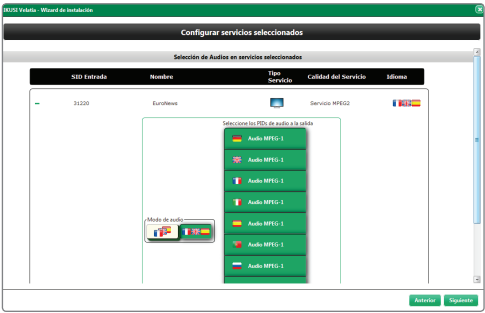 IKUSI Velatia - Wizard de instalación
Configurar servicios seleccionados
Selección de Audios en servicios seleccionados
SID Entrada Nombre Tipo Servicio Calidad del Servicio Idioma
31220 EuroNews Servicio MPEG2
Seleccione los PIDs de audio a la salida
Audio MPEG-1
Audio MPEG-1
Audio MPEG-1
Audio MPEG-1
Modo de audio
Audio MPEG-1
Audio MPEG-1
Audio MPEG-1
Anterior Siguiente